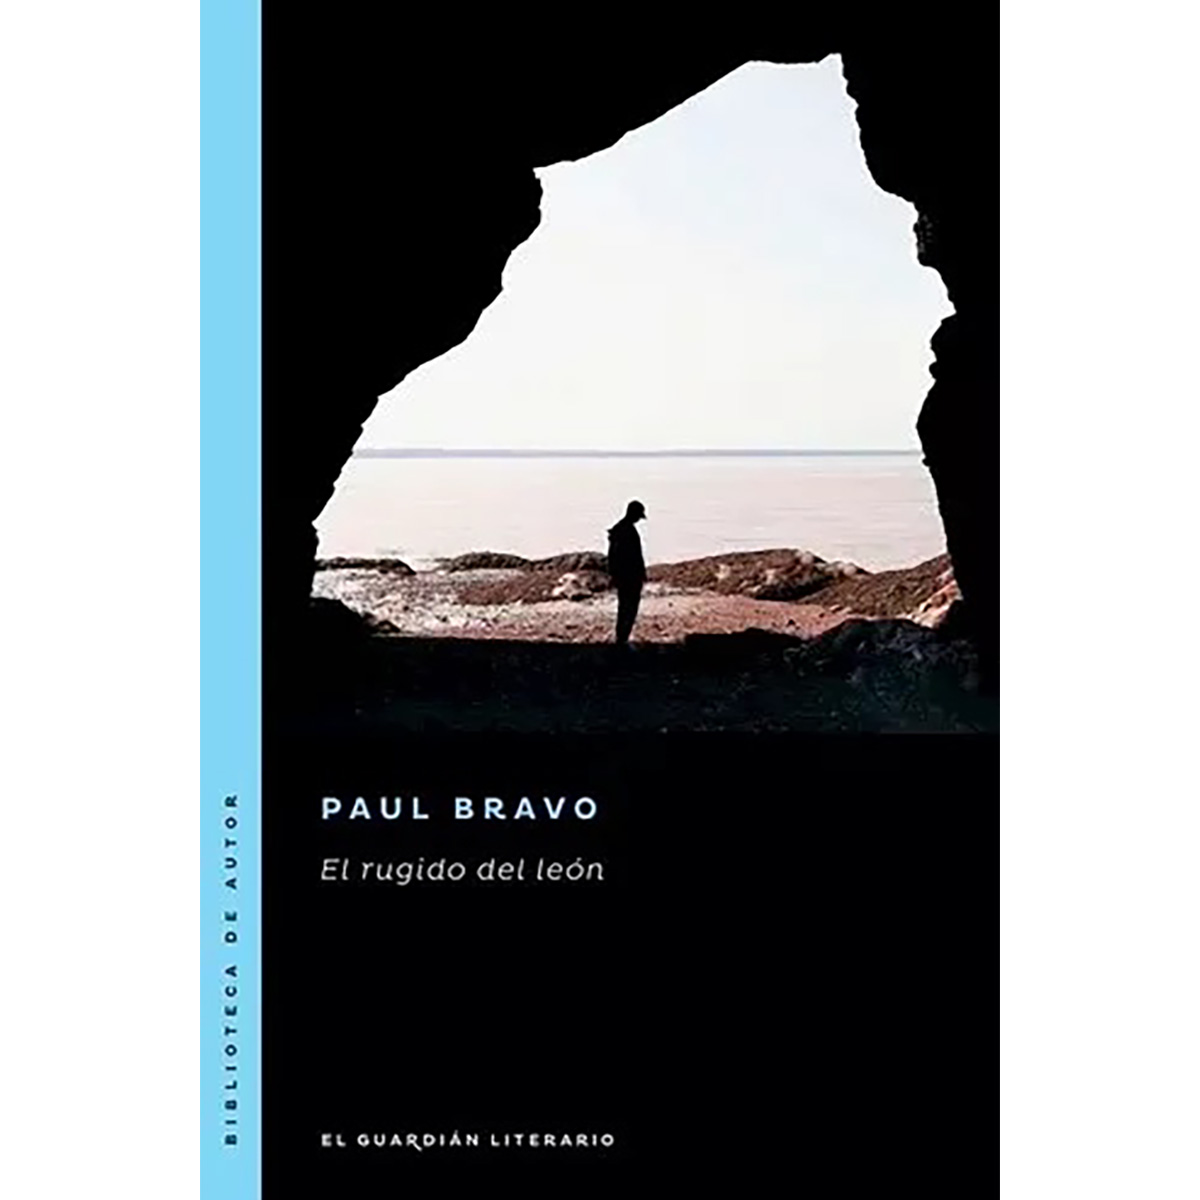 PAUL BRAVO
El rugido del león
EL GUARDIÁN LITERARIO
BIBLIOTECA DE AUTOR